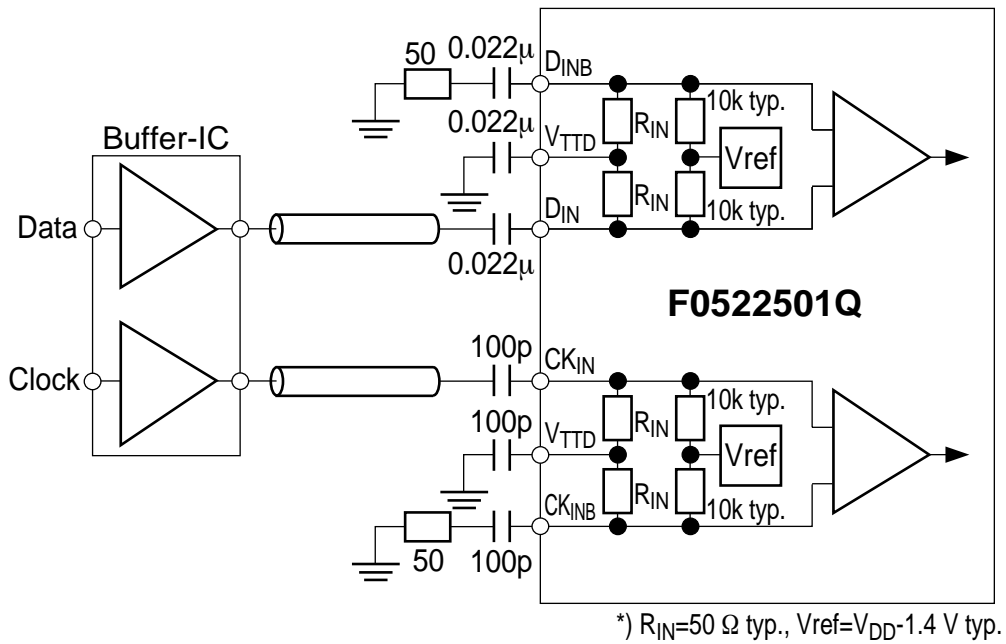 50
0.022μ
DINB
10k typ.
RIN
0.022μ
VTTD
Vref
Buffer-IC
RIN
10k typ.
DIN
Data
0.022μ
F0522501Q
100p
CKIN
Clock
10k typ.
RIN
100p
VTTD
Vref
RIN
10k typ.
CKINB
50
100p
*) RIN=50 Ω typ., Vref=VDD-1.4 V typ.